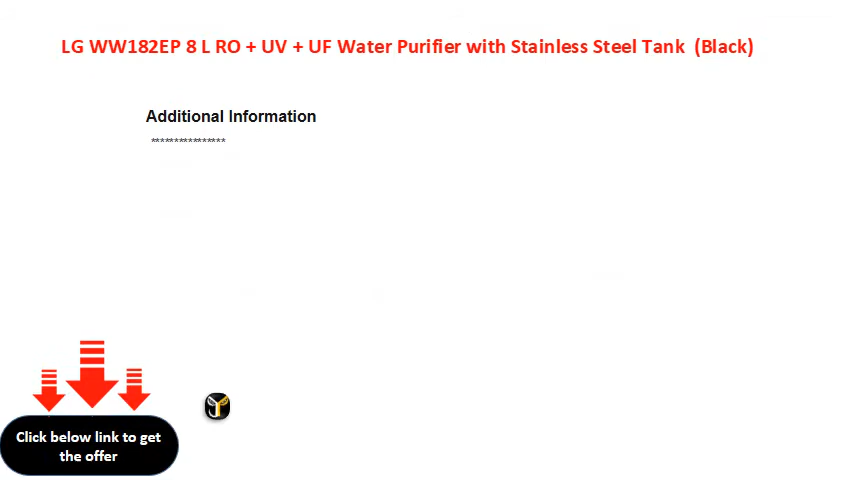 LG WW182EP 8 L RO + UV + UF Water Purifier with Stainless Steel Tank (Black)
Additional Information
****************
Click below link to get
the offer